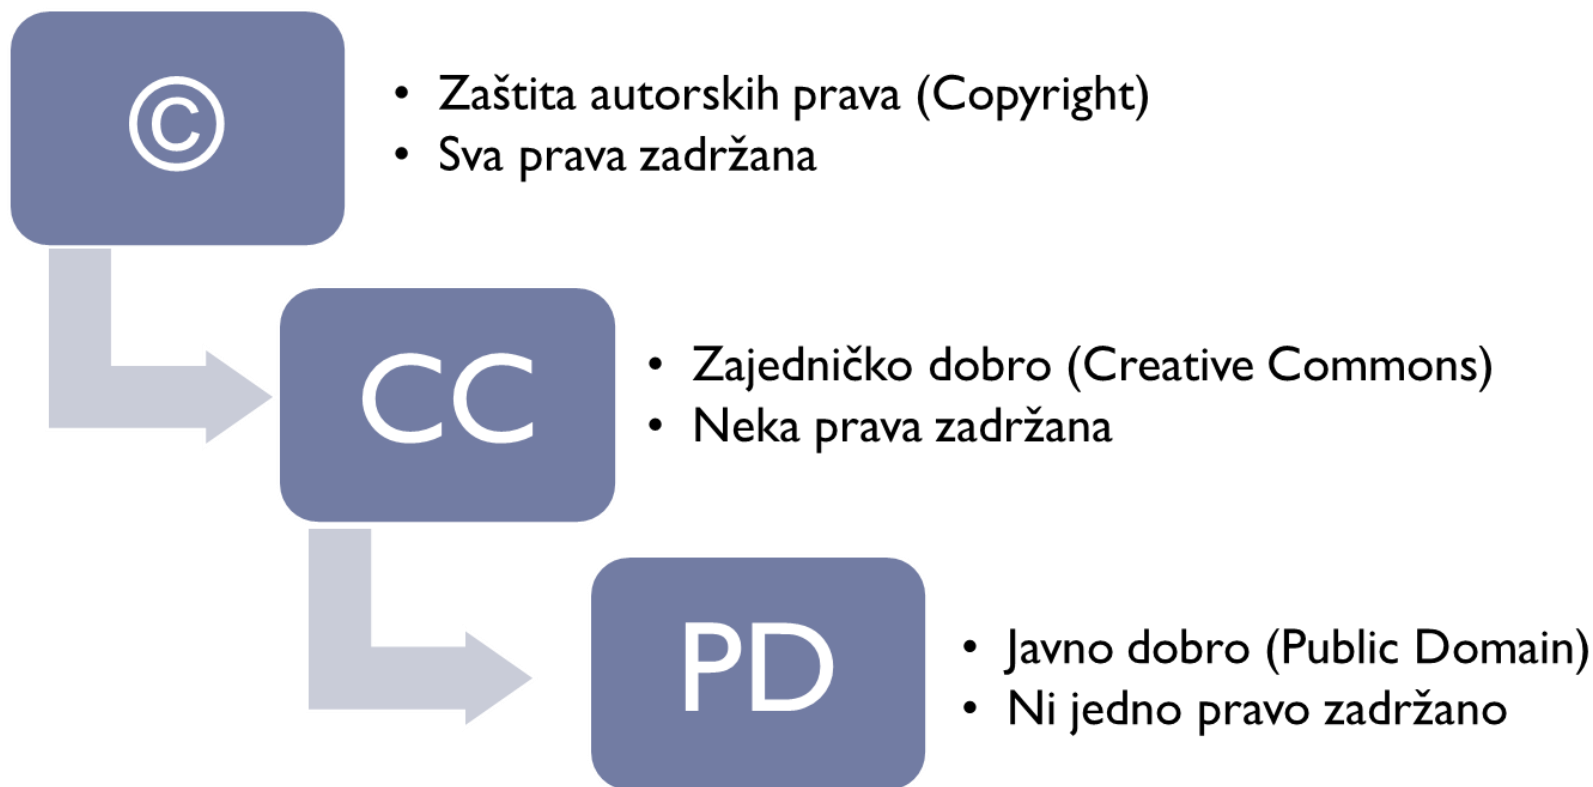 ©
• Zaštita autorskih prava (Copyright)
• Sva prava zadržana
CC
• Zajedničko dobro (Creative Commons)
• Neka prava zadržana
PD
• Javno dobro (Public Domain)
• Ni jedno pravo zadržano